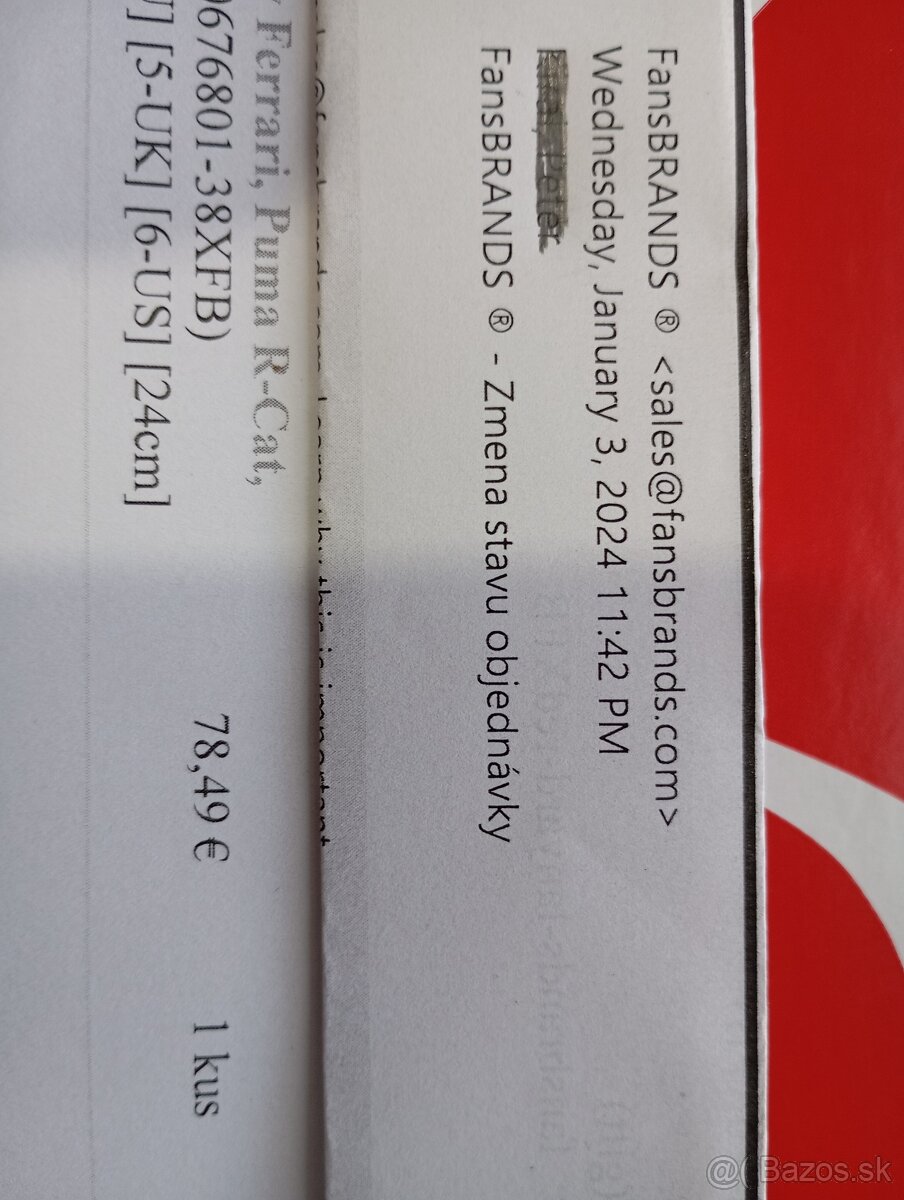 FansBRANDS ® <sales@fansbrands.com>
Wednesday, January 3, 2024 11:42 PM
FansBRANDS ® - Zmena stavu objednávky
Ferrari, Puma R-Cat,
0676801-38XFB)
78,49 €
1 kus
] [5-UK] [6-US] [24cm]
Bazos.sk